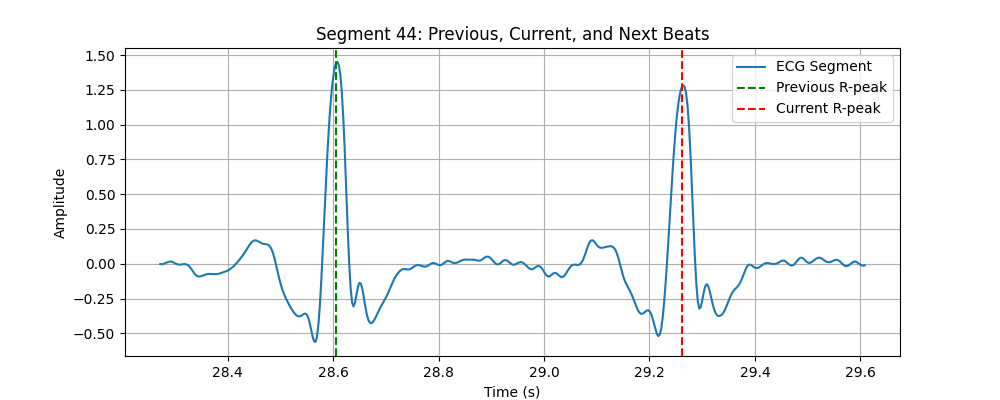 Segment 44: Previous, Current, and Next Beats
1.50
1.25
1.00
0.75
0.50
0.25
0.00
−0.25
−0.50
Amplitude
ECG Segment
Previous R-peak
Current R-peak
28.4 28.6 28.8 29.0 29.2 29.4 29.6
Time (s)